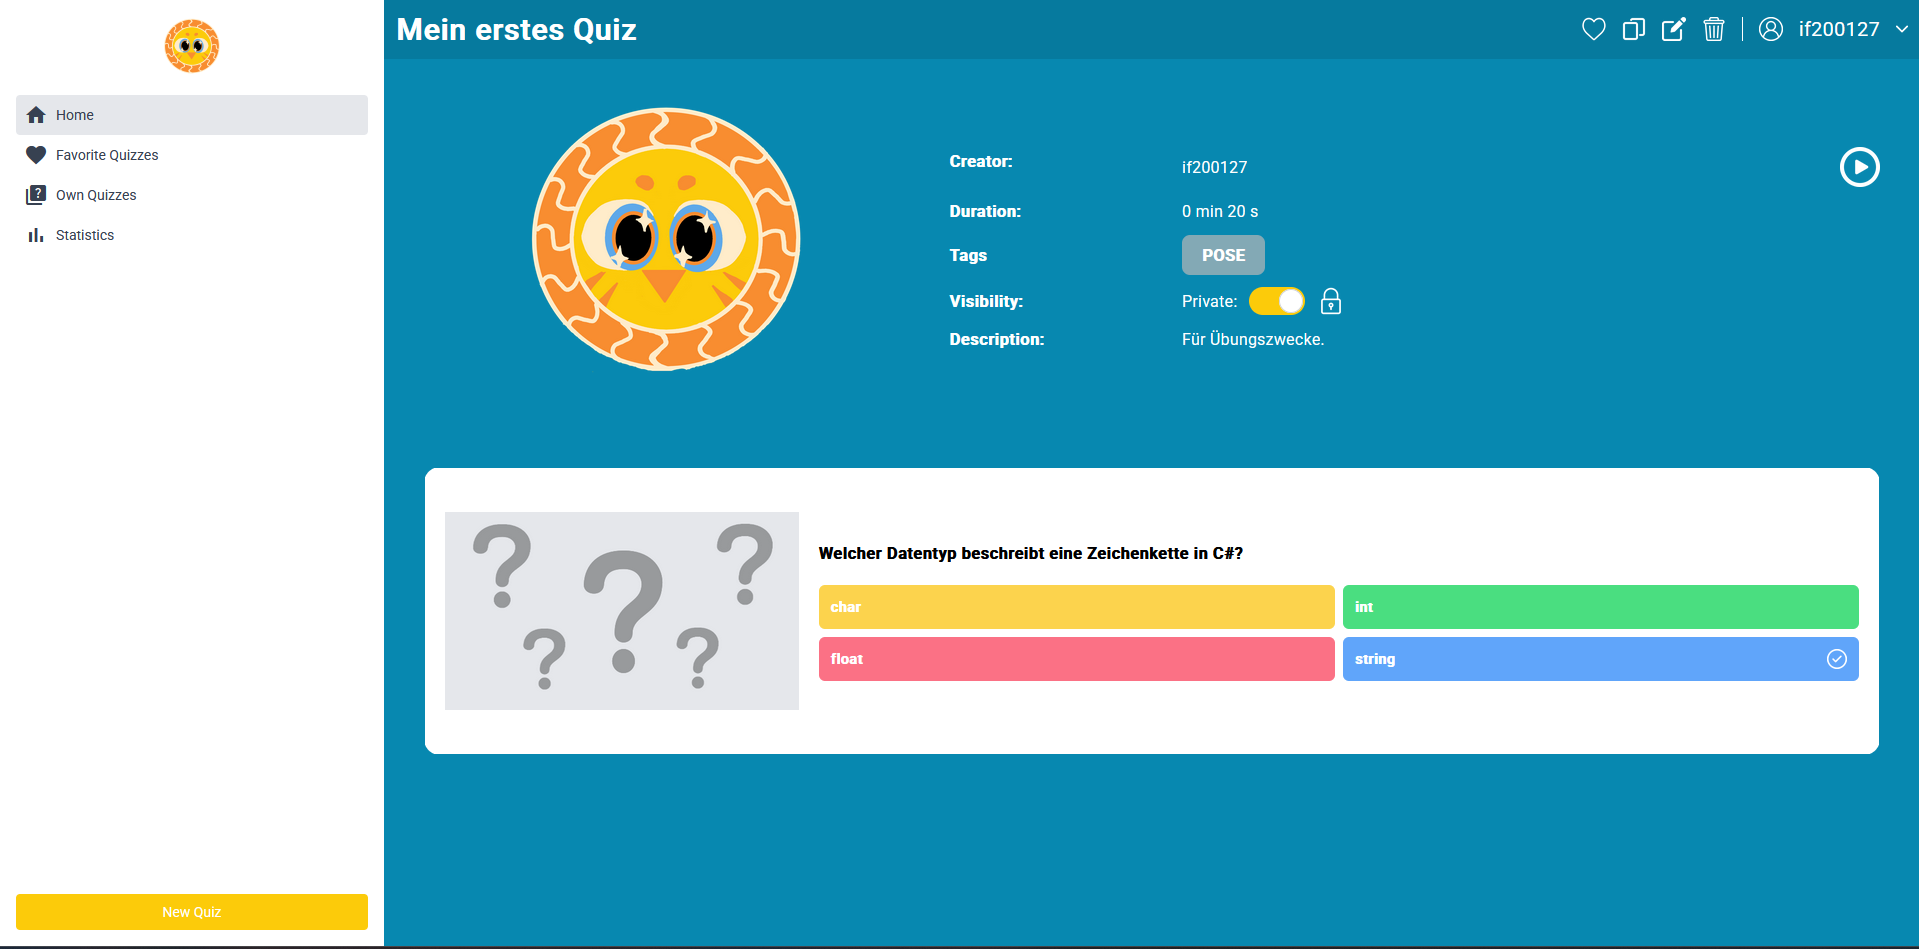 Mein erstes Quiz
if200127
Home
Favorite Quizzes
Own Quizzes
Statistics
New Quiz
Creator: if200127
Duration: 0 min 20 s
Tags POSE
Visibility: Private:
Description: Für Übungszwecke.
? ? ? ? ?
Welcher Datentyp beschreibt eine Zeichenkette in C#?
char int
float string